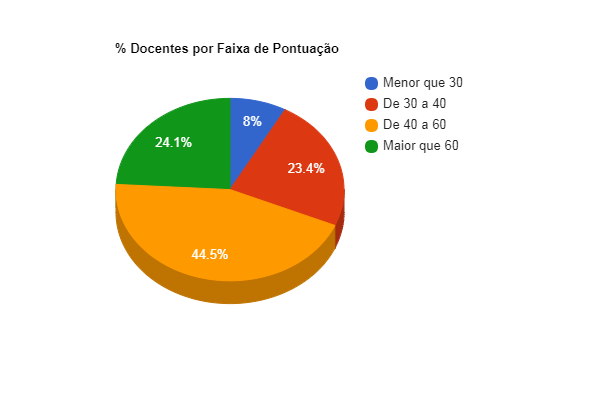 % Docentes por Faixa de Pontuação
Menor que 30
De 30 a 40
De 40 a 60
Maior que 60
8%
23.4%
44.5%
24.1%